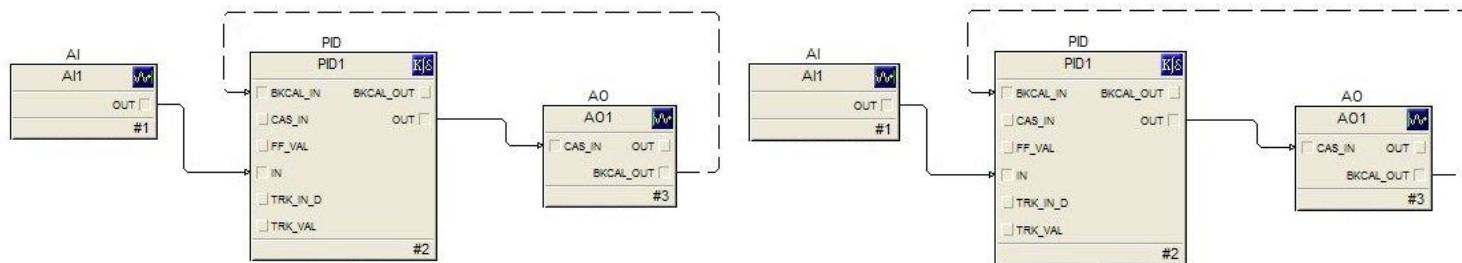 AI
AI1
OUT
#1
PID
PID1
K∫δ
BKCAL_IN BKCAL_OUT
CAS_IN OUT
FF_VAL
IN
TRK_IN_D
TRK_VAL
#2
AO
AO1
CAS_IN OUT
BKCAL_OUT
#3
AI
AI1
OUT
#1
PID
PID1
K∫δ
BKCAL_IN BKCAL_OUT
CAS_IN OUT
FF_VAL
IN
TRK_IN_D
TRK_VAL
#2
AO
AO1
CAS_IN OUT
BKCAL_OUT
#3